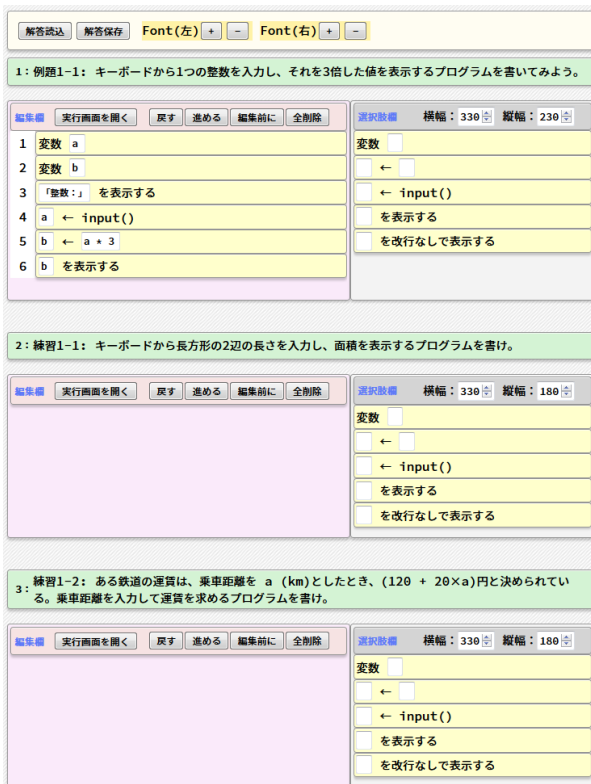 解答読込 解答保存 Font(左) + − Font(右) + −
1： 例題1-1: キーボードから1つの整数を入力し、それを3倍した値を表示するプログラムを書いてみよう。
編集欄 実行画面を開く 戻す 進める 編集前に 全削除
選択肢欄 横幅： 330 縦幅： 230
1 変数 a
2 変数 b
3 「整数：」 を表示する
4 a ← input()
5 b ← a * 3
6 b を表示する
変数
←
← input()
を表示する
を改行なしで表示する
2： 練習1-1: キーボードから長方形の2辺の長さを入力し、面積を表示するプログラムを書け。
編集欄 実行画面を開く 戻す 進める 編集前に 全削除
選択肢欄 横幅： 330 縦幅： 180
変数
←
← input()
を表示する
を改行なしで表示する
3： 練習1-2: ある鉄道の運賃は、乗車距離を a (km)としたとき、(120 + 20×a)円と決められてい
る。乗車距離を入力して運賃を求めるプログラムを書け。
編集欄 実行画面を開く 戻す 進める 編集前に 全削除
選択肢欄 横幅： 330 縦幅： 180
変数
←
← input()
を表示する
を改行なしで表示する